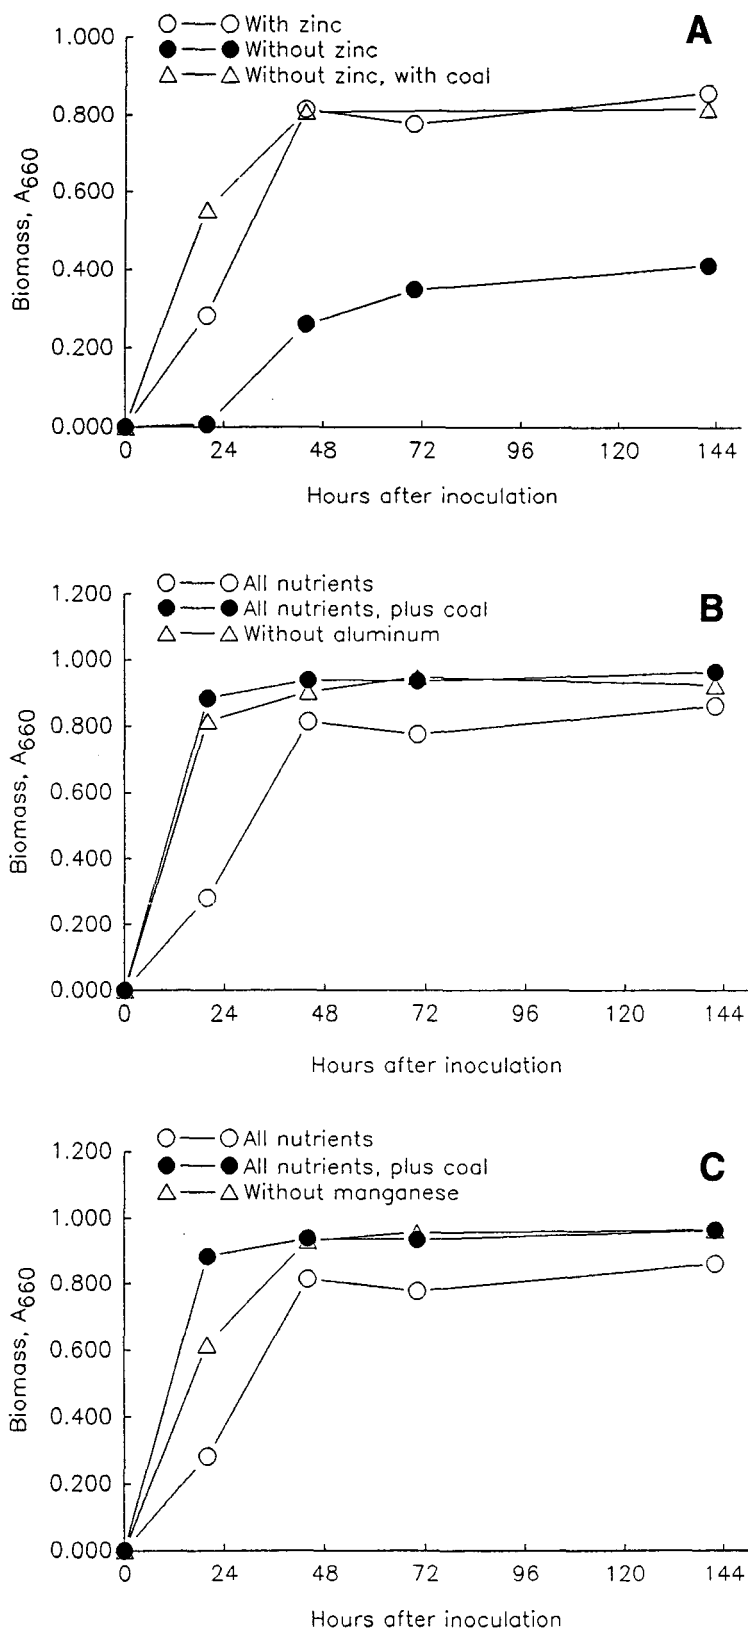 With zinc
A
Without zinc
Without zinc, with coal
1.000
0.800
0.600
0.400
0.200
0.000
Biomass, A660
0 24 48 72 96 120 144
Hours after inoculation
All nutrients
B
All nutrients, plus coal
Without aluminum
1.200
1.000
0.800
0.600
0.400
0.200
0.000
Biomass, A660
0 24 48 72 96 120 144
Hours after inoculation
All nutrients
C
All nutrients, plus coal
Without manganese
1.200
1.000
0.800
0.600
0.400
0.200
0.000
Biomass, A660
0 24 48 72 96 120 144
Hours after inoculation